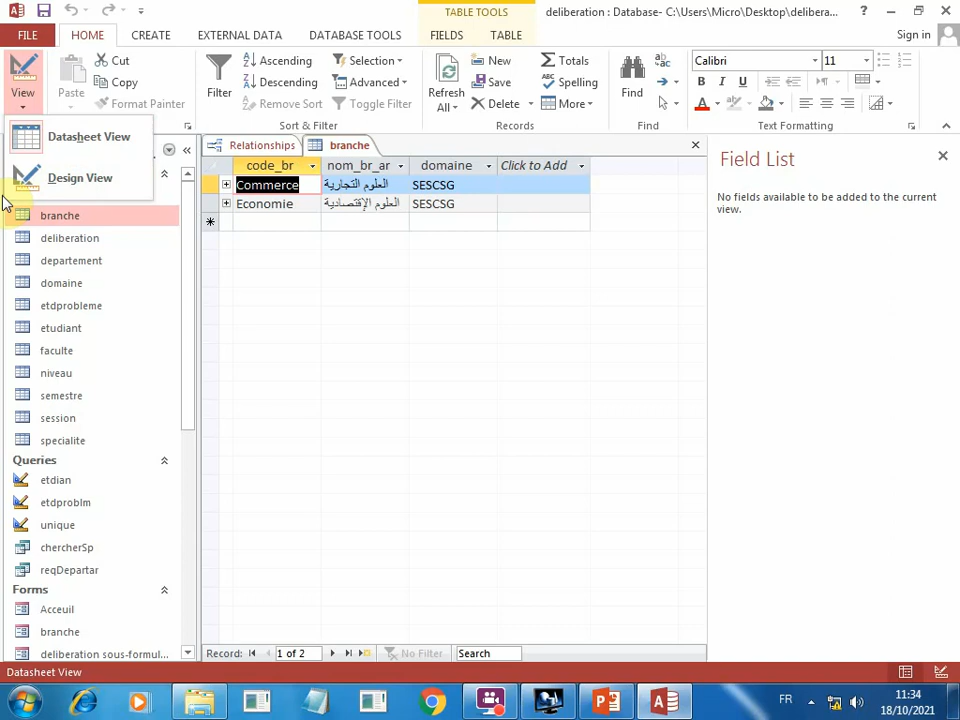 deliberation : Database- C:\Users\Micro\Desktop\delibera...
TABLE TOOLS
FILE HOME CREATE EXTERNAL DATA DATABASE TOOLS FIELDS TABLE Sign in
View
Paste
Cut
Copy
Format Painter
Filter
Ascending
Descending
Remove Sort
Selection
Advanced
Toggle Filter
Sort & Filter
Refresh
All
New
Save
Delete
Totals
Spelling
More
Records
Find
Find
Calibri 11
B I U
A
Text Formatting
Datasheet View
Design View
branche
deliberation
departement
domaine
etdprobleme
etudiant
faculte
niveau
semestre
session
specialite
Queries
etdian
etdproblm
unique
chercherSp
reqDepartar
Forms
Acceuil
branche
deliberation sous-formul...
Relationships branche
code_br nom_br_ar domaine Click to Add
Commerce العلوم التجارية SESCSG
Economie العلوم الإقتصادية SESCSG
Record: 1 of 2 No Filter Search
Field List
No fields available to be added to the current
view.
Datasheet View
FR
11:34
18/10/2021